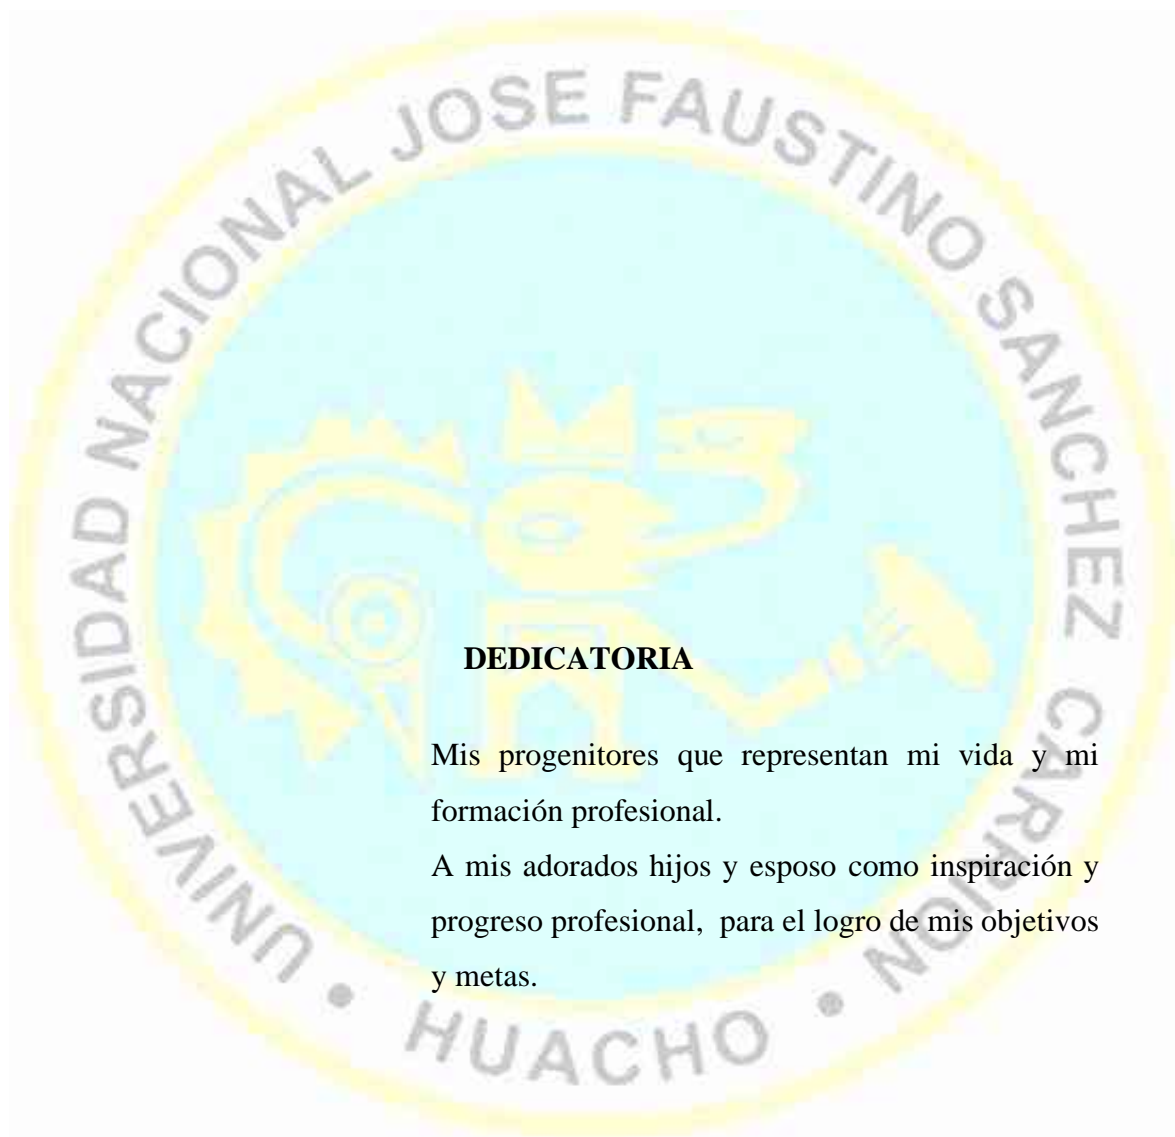 UNIVERSIDAD NACIONAL JOSE FAUSTINO SANCHEZ CARRION • HUACHO •
DEDICATORIA
Mis progenitores que representan mi vida y mi
formación profesional.
A mis adorados hijos y esposo como inspiración y
progreso profesional, para el logro de mis objetivos
y metas.